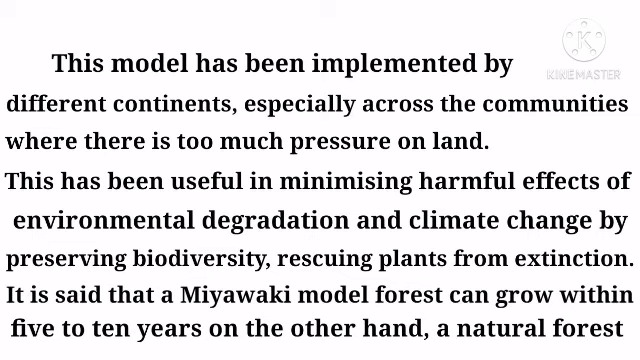 This model has been implemented by
KINEMASTER
different continents, especially across the communities
where there is too much pressure on land.
This has been useful in minimising harmful effects of
environmental degradation and climate change by
preserving biodiversity, rescuing plants from extinction.
It is said that a Miyawaki model forest can grow within
five to ten years on the other hand, a natural forest